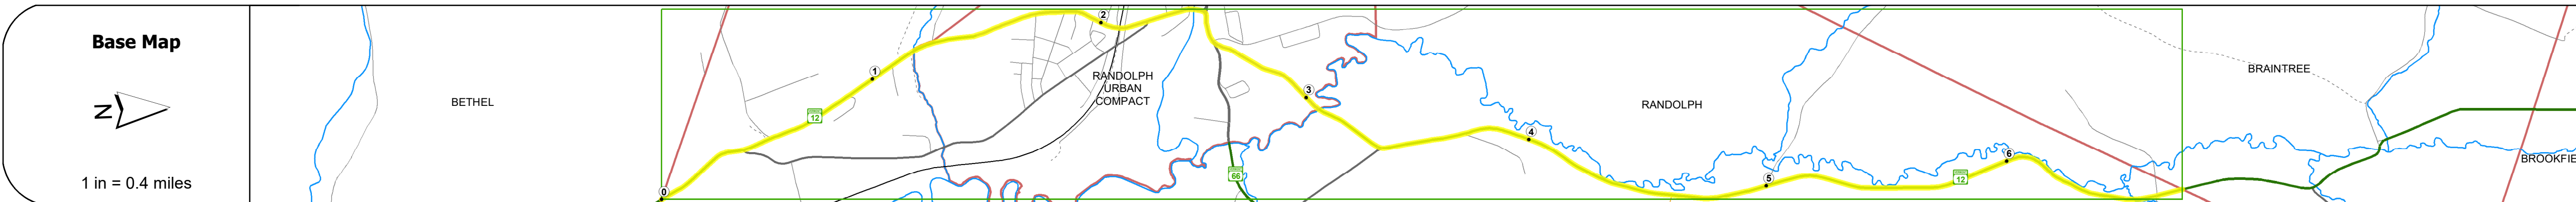 Base Map
N
1 in = 0.4 miles
BETHEL
0
12
1
2
RANDOLPH
URBAN
COMPACT
66
3
4
RANDOLPH
5
12
6
BRAINTREE
BROOKFIE